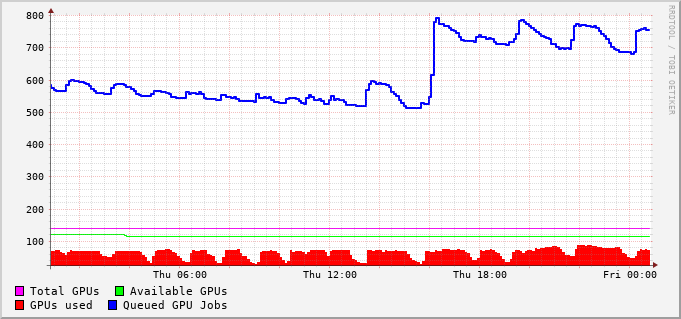 800
700
600
500
400
300
200
100
Thu 06:00 Thu 12:00 Thu 18:00 Fri 00:00
Total GPUs Available GPUs
GPUs used Queued GPU Jobs
RRDTOOL / TOBI OETIKER